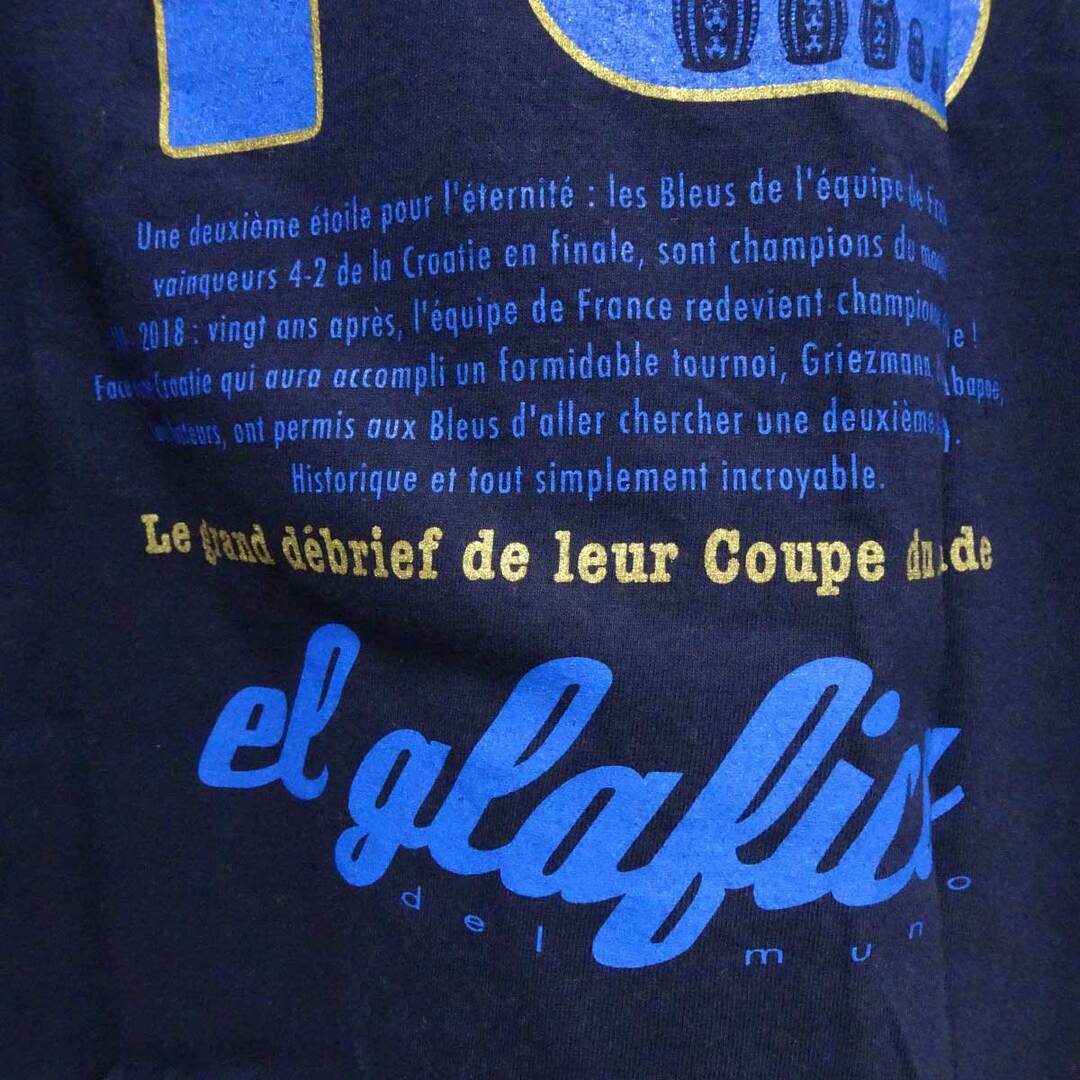 Une deuxième étoile pour l'éternité : les Bleus de l'équipe de
vainqueurs 4-2 de la Croatie en finale, sont champions du
2018 : vingt ans après, l'équipe de France redevient !
Croatie qui aura accompli un formidable tournoi, Griezmann
ont permis aux Bleus d'aller chercher une deuxième
Historique et tout simplement incroyable.
Le grand débrief de leur Coupe
el glafick
del muno